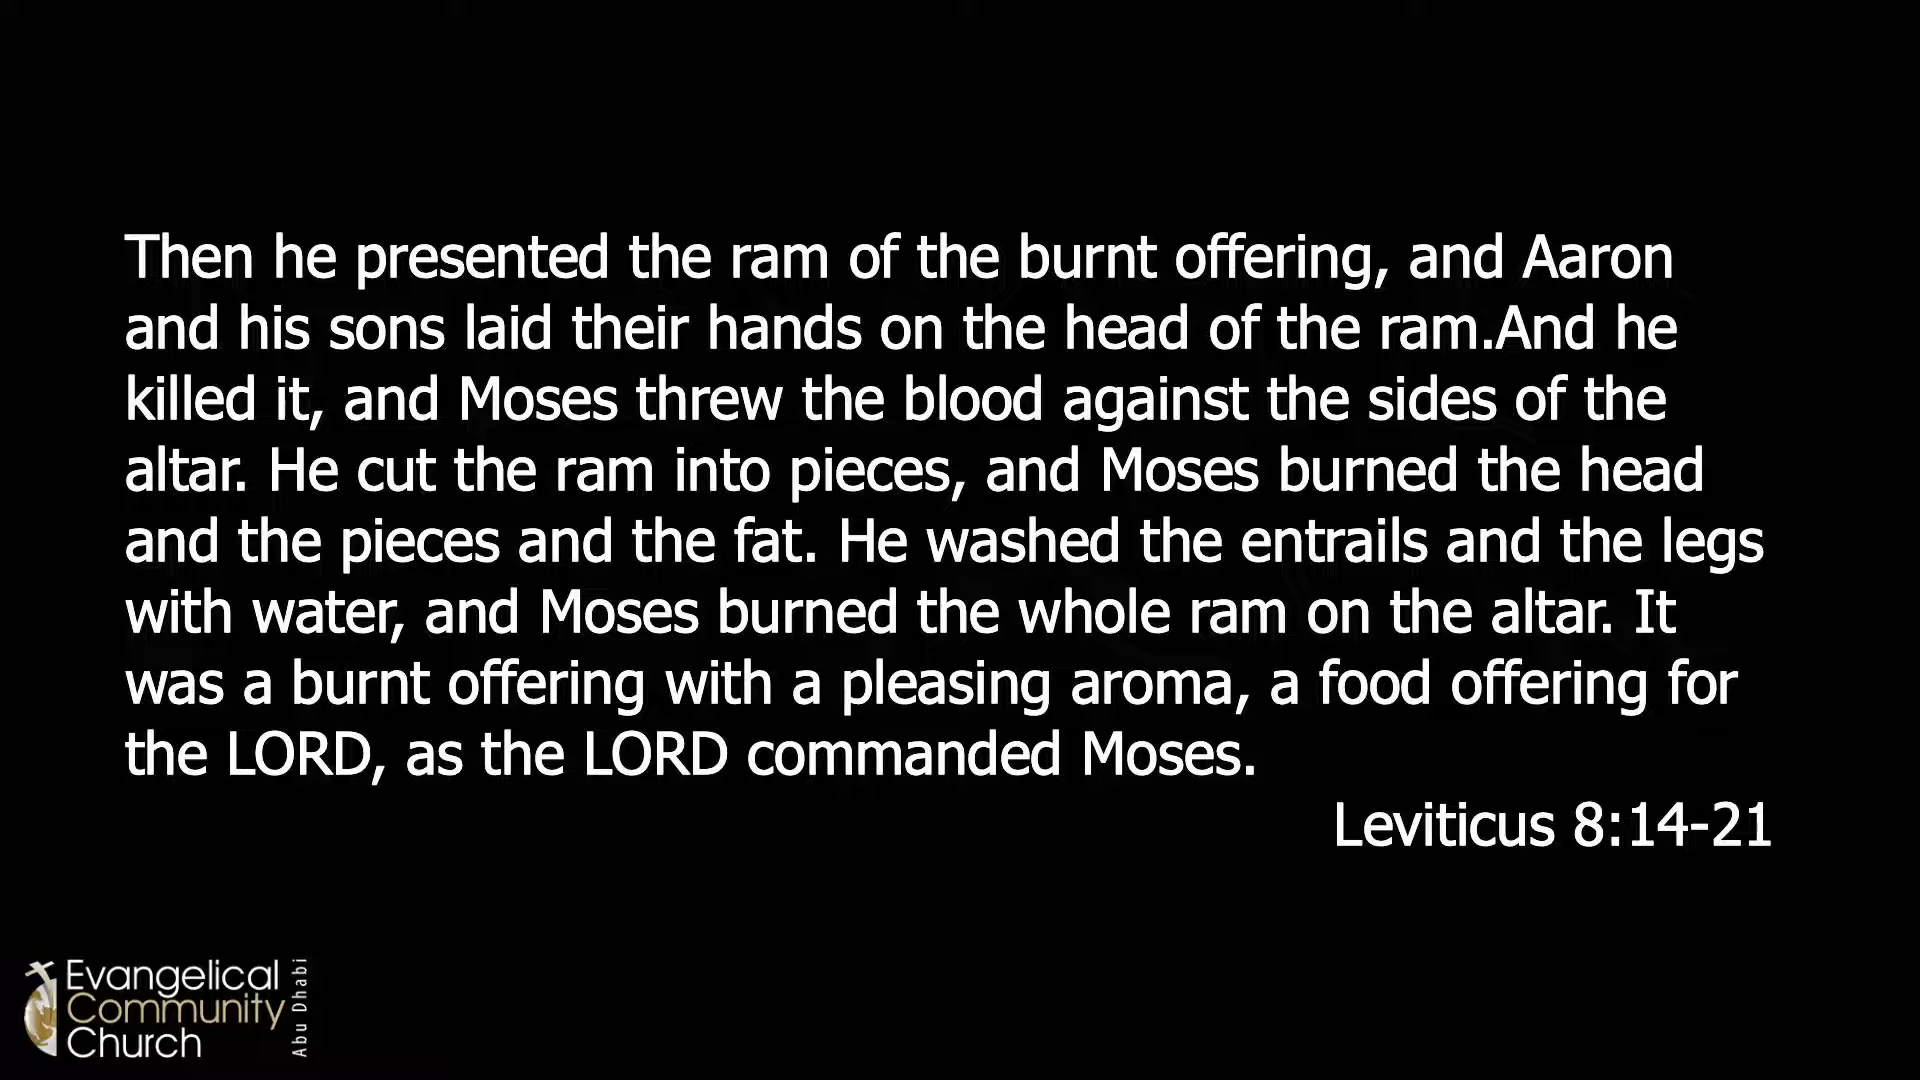 Then he presented the ram of the burnt offering, and Aaron
and his sons laid their hands on the head of the ram.And he
killed it, and Moses threw the blood against the sides of the
altar. He cut the ram into pieces, and Moses burned the head
and the pieces and the fat. He washed the entrails and the legs
with water, and Moses burned the whole ram on the altar. It
was a burnt offering with a pleasing aroma, a food offering for
the LORD, as the LORD commanded Moses.
Leviticus 8:14-21
Evangelical
Community
Church
Abu Dhabi